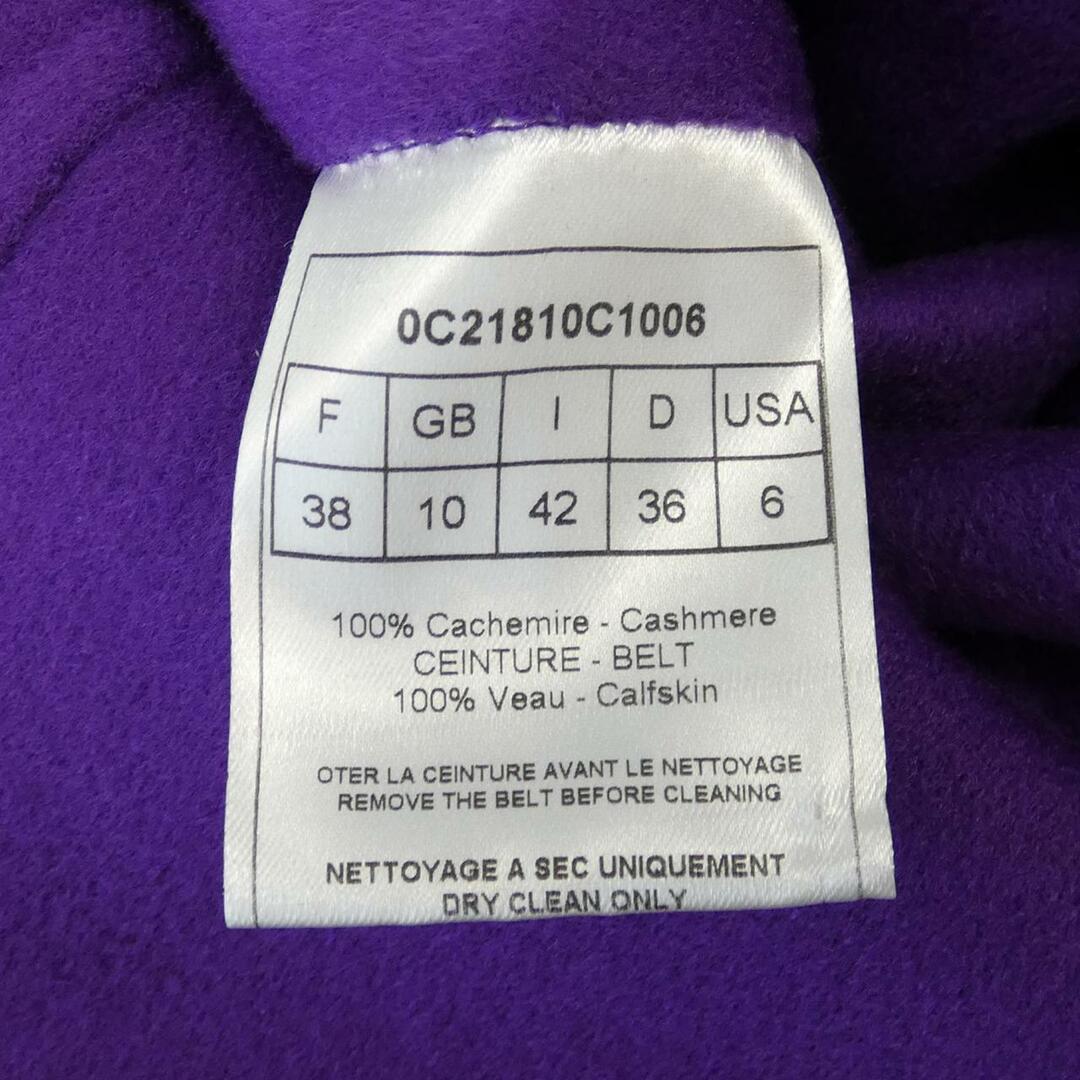 0C21810C1006
F GB I D USA
38 10 42 36 6
100% Cachemire - Cashmere
CEINTURE - BELT
100% Veau - Calfskin
OTER LA CEINTURE AVANT LE NETTOYAGE
REMOVE THE BELT BEFORE CLEANING
NETTOYAGE A SEC UNIQUEMENT
DRY CLEAN ONLY